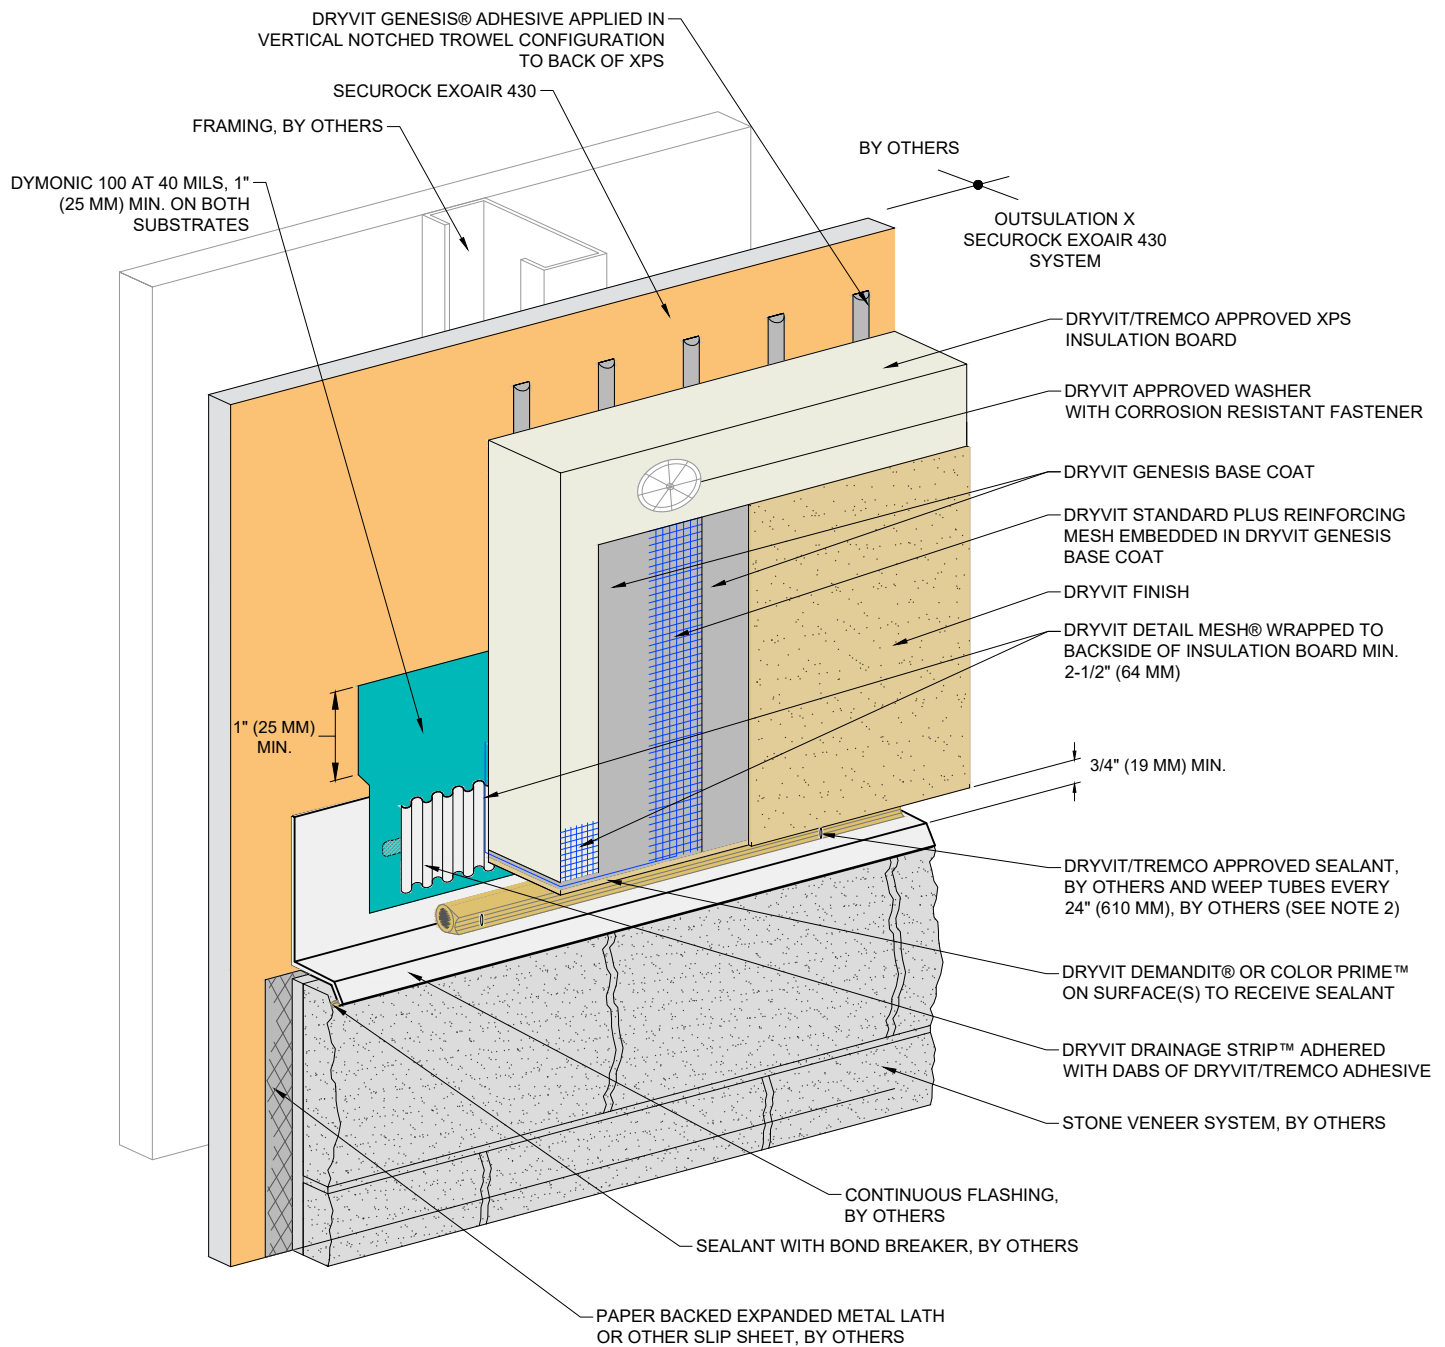 DRYVIT GENESIS® ADHESIVE APPLIED IN
VERTICAL NOTCHED TROWEL CONFIGURATION
TO BACK OF XPS
SECUROCK EXOAIR 430
FRAMING, BY OTHERS
DYMONIC 100 AT 40 MILS, 1"
(25 MM) MIN. ON BOTH
SUBSTRATES
BY OTHERS
OUTSULATION X
SECUROCK EXOAIR 430
SYSTEM
DRYVIT/TREMCO APPROVED XPS
INSULATION BOARD
DRYVIT APPROVED WASHER
WITH CORROSION RESISTANT FASTENER
DRYVIT GENESIS BASE COAT
DRYVIT STANDARD PLUS REINFORCING
MESH EMBEDDED IN DRYVIT GENESIS
BASE COAT
DRYVIT FINISH
DRYVIT DETAIL MESH® WRAPPED TO
BACKSIDE OF INSULATION BOARD MIN.
2-1/2" (64 MM)
1" (25 MM)
MIN.
3/4" (19 MM) MIN.
DRYVIT/TREMCO APPROVED SEALANT,
BY OTHERS AND WEEP TUBES EVERY
24" (610 MM), BY OTHERS (SEE NOTE 2)
DRYVIT DEMANDIT® OR COLOR PRIME™
ON SURFACE(S) TO RECEIVE SEALANT
DRYVIT DRAINAGE STRIP™ ADHERED
WITH DABS OF DRYVIT/TREMCO ADHESIVE
STONE VENEER SYSTEM, BY OTHERS
CONTINUOUS FLASHING,
BY OTHERS
SEALANT WITH BOND BREAKER, BY OTHERS
PAPER BACKED EXPANDED METAL LATH
OR OTHER SLIP SHEET, BY OTHERS